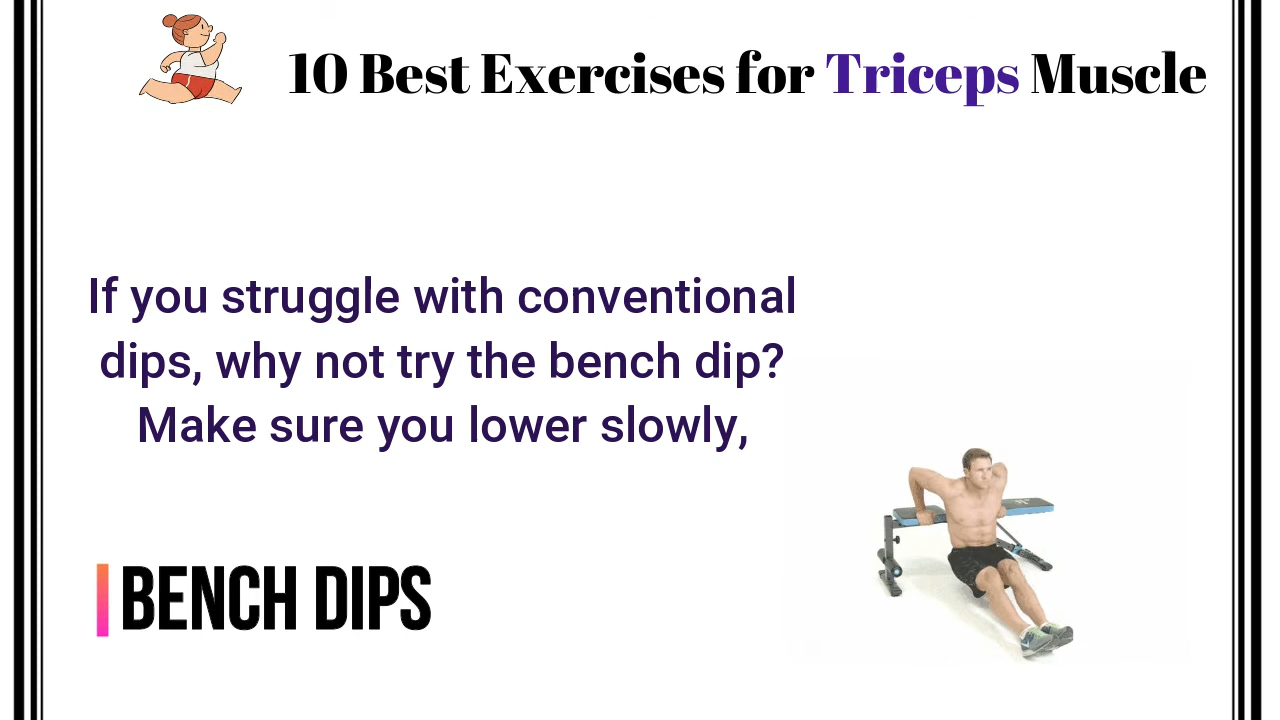 10 Best Exercises for Triceps Muscle
If you struggle with conventional
dips, why not try the bench dip?
Make sure you lower slowly,
BENCH DIPS